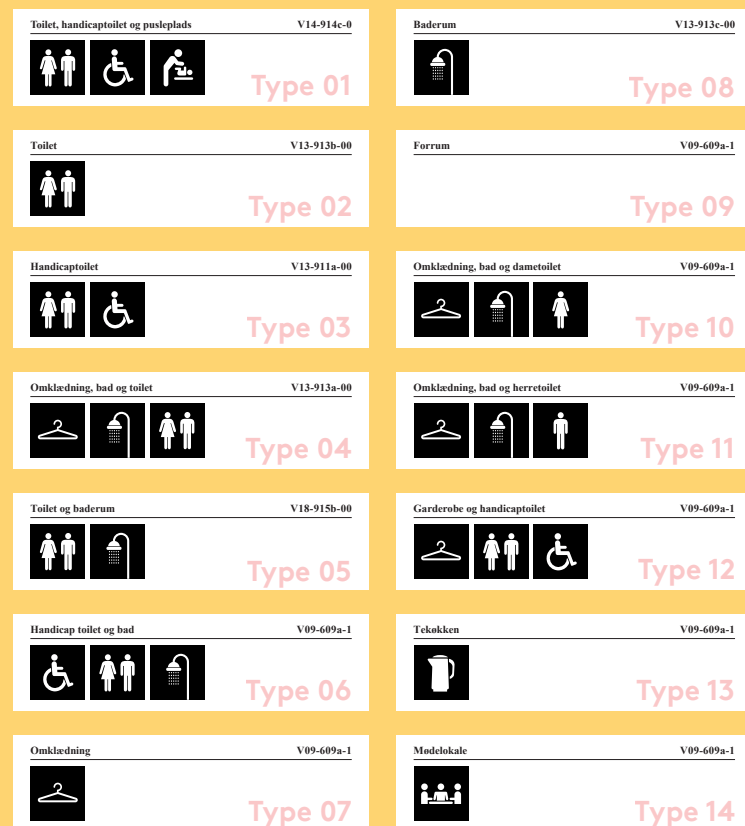 Toilet, handicaptoilet og pusleplads V14-914c-0
Type 01
Toilet V13-913b-00
Type 02
Handicaptoilet V13-911a-00
Type 03
Omklædning, bad og toilet V13-913a-00
Type 04
Toilet og baderum V18-915b-00
Type 05
Handicap toilet og bad V09-609a-1
Type 06
Omklædning V09-609a-1
Type 07
Baderum V13-913c-00
Type 08
Forrum V09-609a-1
Type 09
Omklædning, bad og dametoilet V09-609a-1
Type 10
Omklædning, bad og herretoilet V09-609a-1
Type 11
Garderobe og handicaptoilet V09-609a-1
Type 12
Tekøkken V09-609a-1
Type 13
Mødelokale V09-609a-1
Type 14